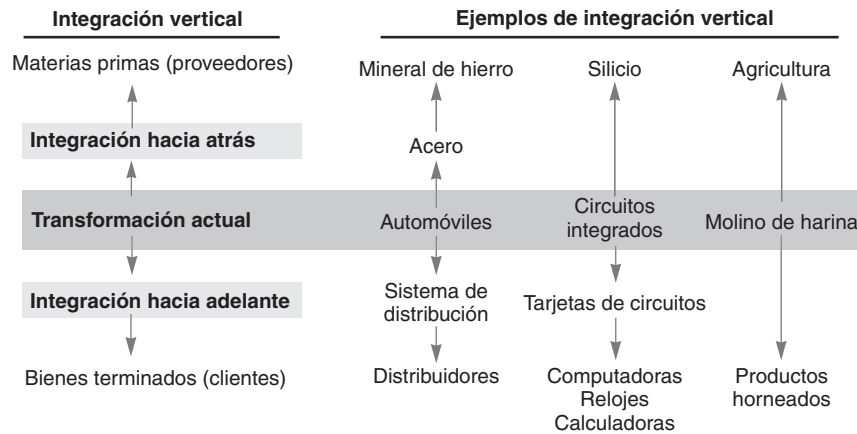 Integración vertical
Ejemplos de integración vertical
Materias primas (proveedores)
Mineral de hierro
Silicio
Agricultura
Integración hacia atrás
Acero
Transformación actual
Automóviles
Circuitos
integrados
Molino de harina
Integración hacia adelante
Sistema de
distribución
Tarjetas de circuitos
Bienes terminados (clientes)
Distribuidores
Computadoras
Relojes
Calculadoras
Productos
horneados